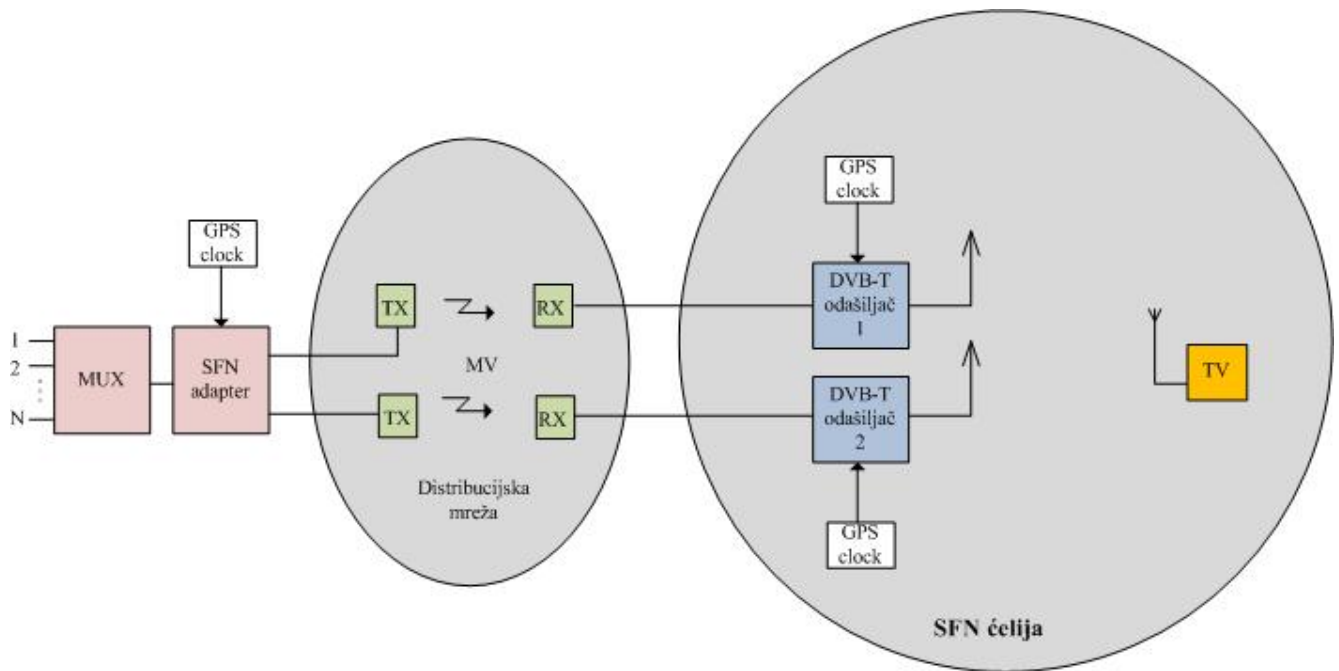 1
2
N
MUX
GPS
clock
SFN
adapter
TX
RX
MV
TX
RX
Distribucijska
mreža
GPS
clock
DVB-T
odašiljač
1
DVB-T
odašiljač
2
GPS
clock
TV
SFN ćelija